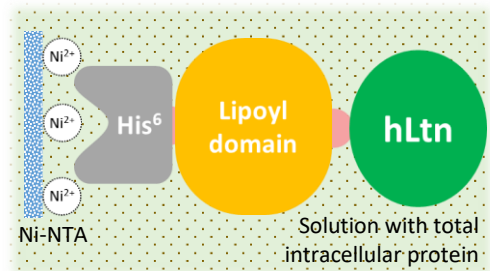 Ni²⁺
Ni²⁺
Ni²⁺
His⁶
Lipoyl
domain
hLtn
Ni-NTA
Solution with total
intracellular protein